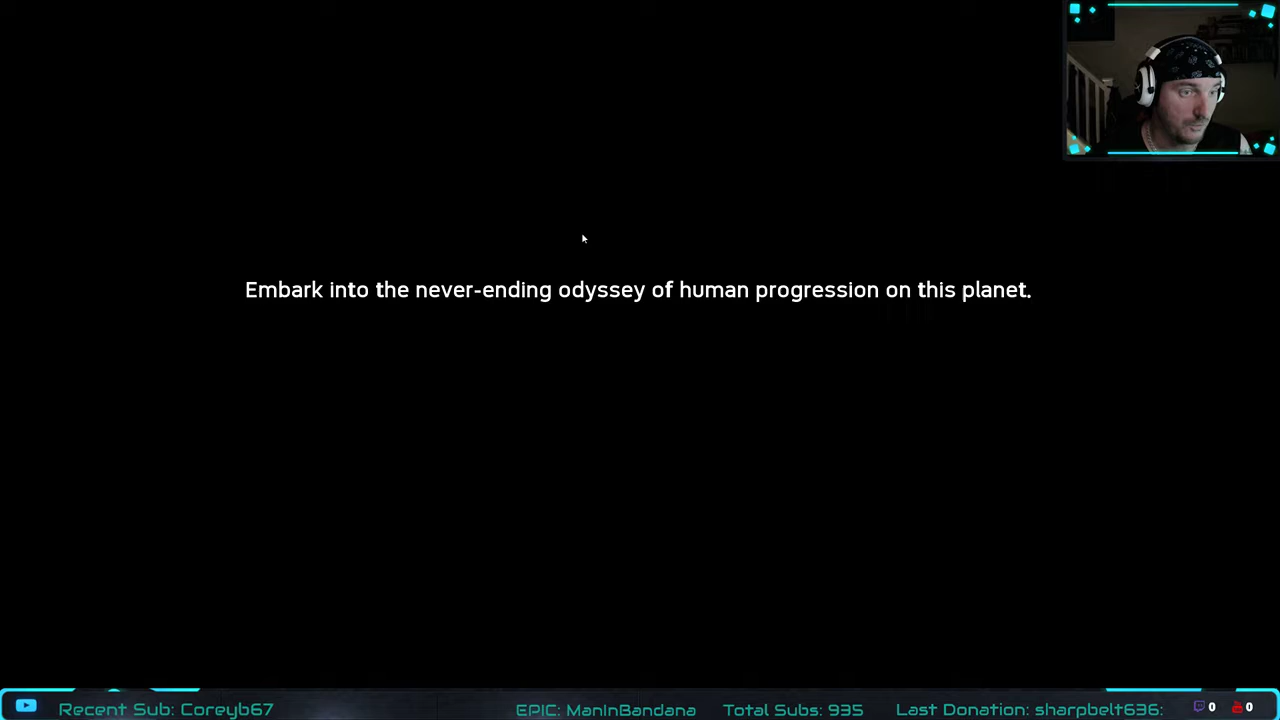 Embark into the never-ending odyssey of human progression on this planet.
Recent Sub: Coreyb67
EPIC: ManInBandana
Total Subs: 935
Last Donation: sharpbelt636:
0
0